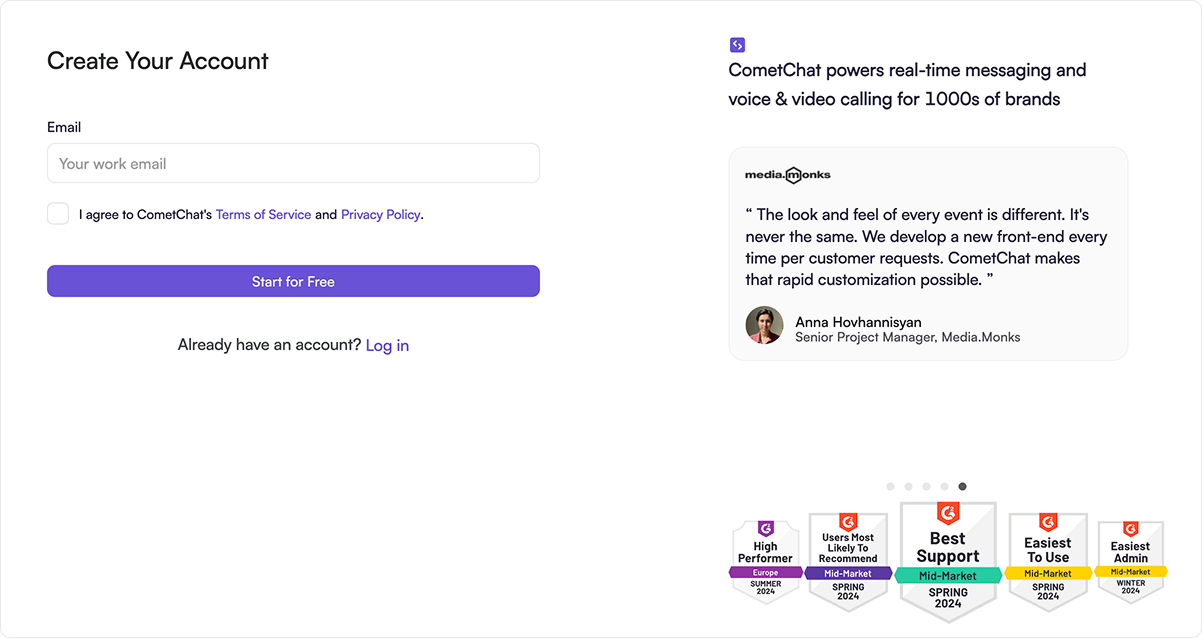 Create Your Account
Email
Your work email
I agree to CometChat's Terms of Service and Privacy Policy.
Start for Free
Already have an account? Log in
CometChat powers real-time messaging and
voice & video calling for 1000s of brands
media.monks
“ The look and feel of every event is different. It's
never the same. We develop a new front-end every
time per customer requests. CometChat makes
that rapid customization possible. ”
Anna Hovhannisyan
Senior Project Manager, Media.Monks
High
Performer
Europe
SUMMER
2024
Users Most
Likely To
Recommend
Mid-Market
SPRING
2024
Best
Support
Mid-Market
SPRING
2024
Easiest
To Use
Mid-Market
SPRING
2024
Easiest
Admin
Mid-Market
WINTER
2024